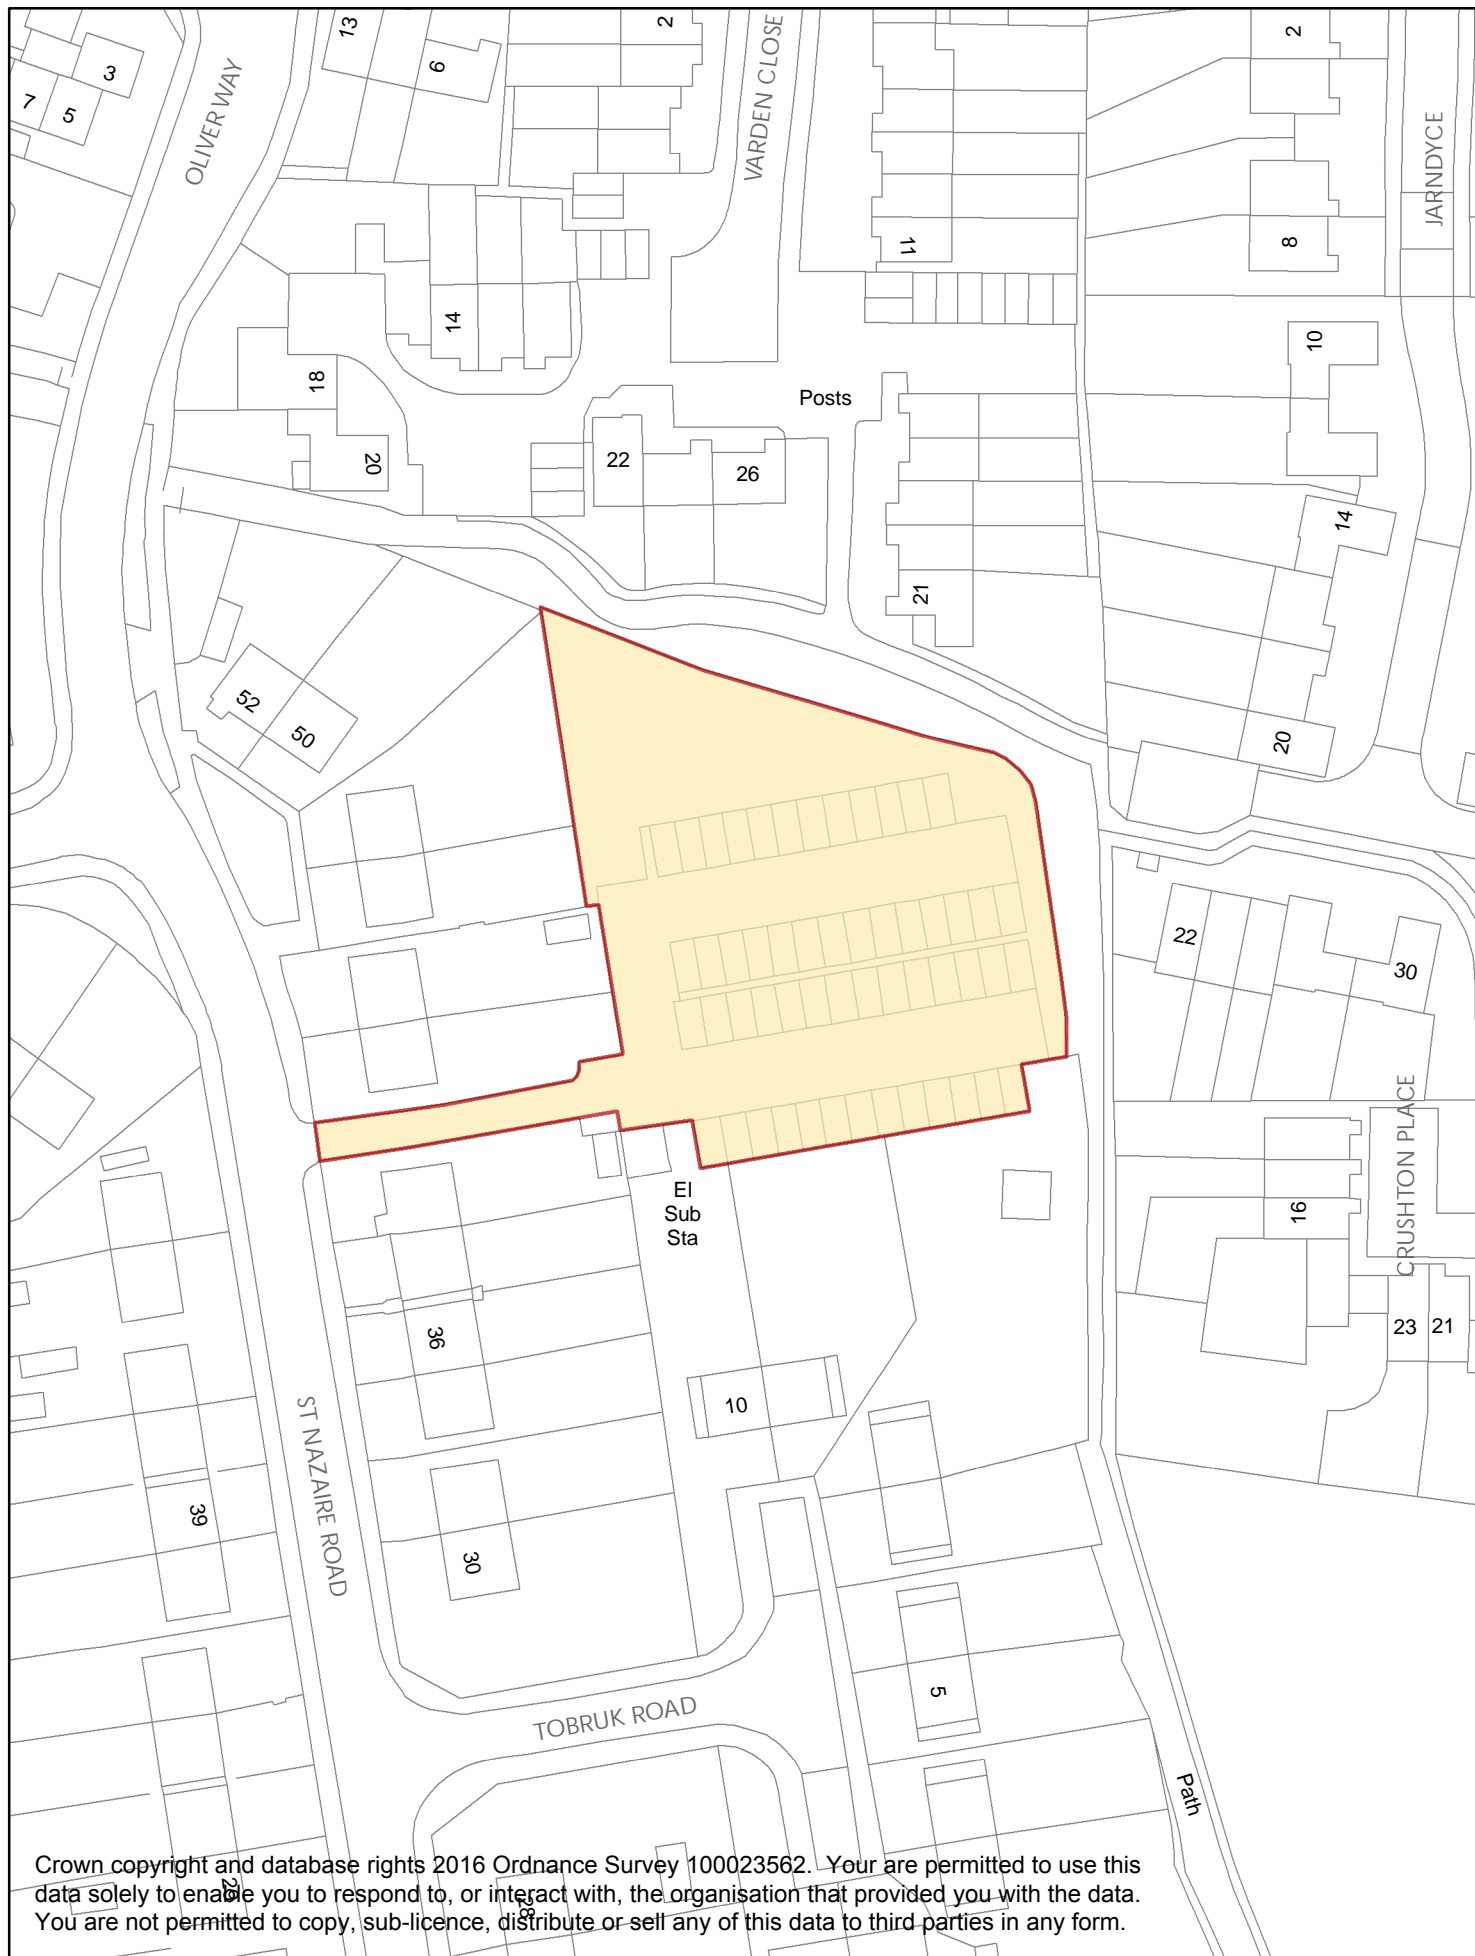 13
2
2
3
6
7
5
OLIVER WAY
VARDEN CLOSE
JARNDYCE
11
8
14
10
18
Posts
20
22
26
14
21
52
50
20
22
30
CRUSHTON PLACE
El
Sub
Sta
16
36
23
21
10
ST NAZAIRE ROAD
39
30
5
TOBRUK ROAD
Path
29
28
Crown copyright and database rights 2016 Ordnance Survey 100023562. Your are permitted to use this
data solely to enable you to respond to, or interact with, the organisation that provided you with the data.
You are not permitted to copy, sub-licence, distribute or sell any of this data to third parties in any form.